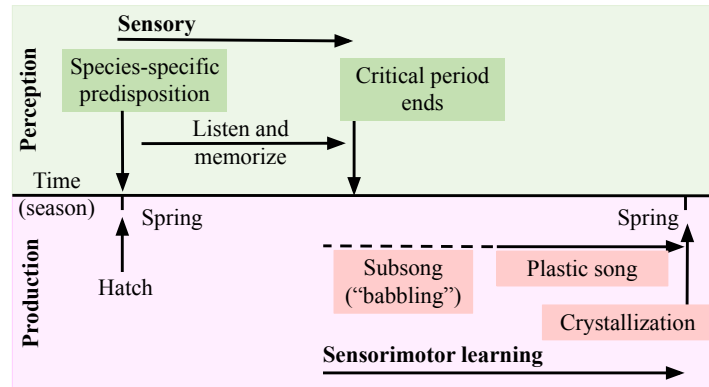 Sensory
Species-specific
predisposition
Critical period
ends
Perception
Listen and
memorize
Time
(season)
Spring
Spring
Hatch
Production
Subsong
(“babbling”)
Plastic song
Crystallization
Sensorimotor learning